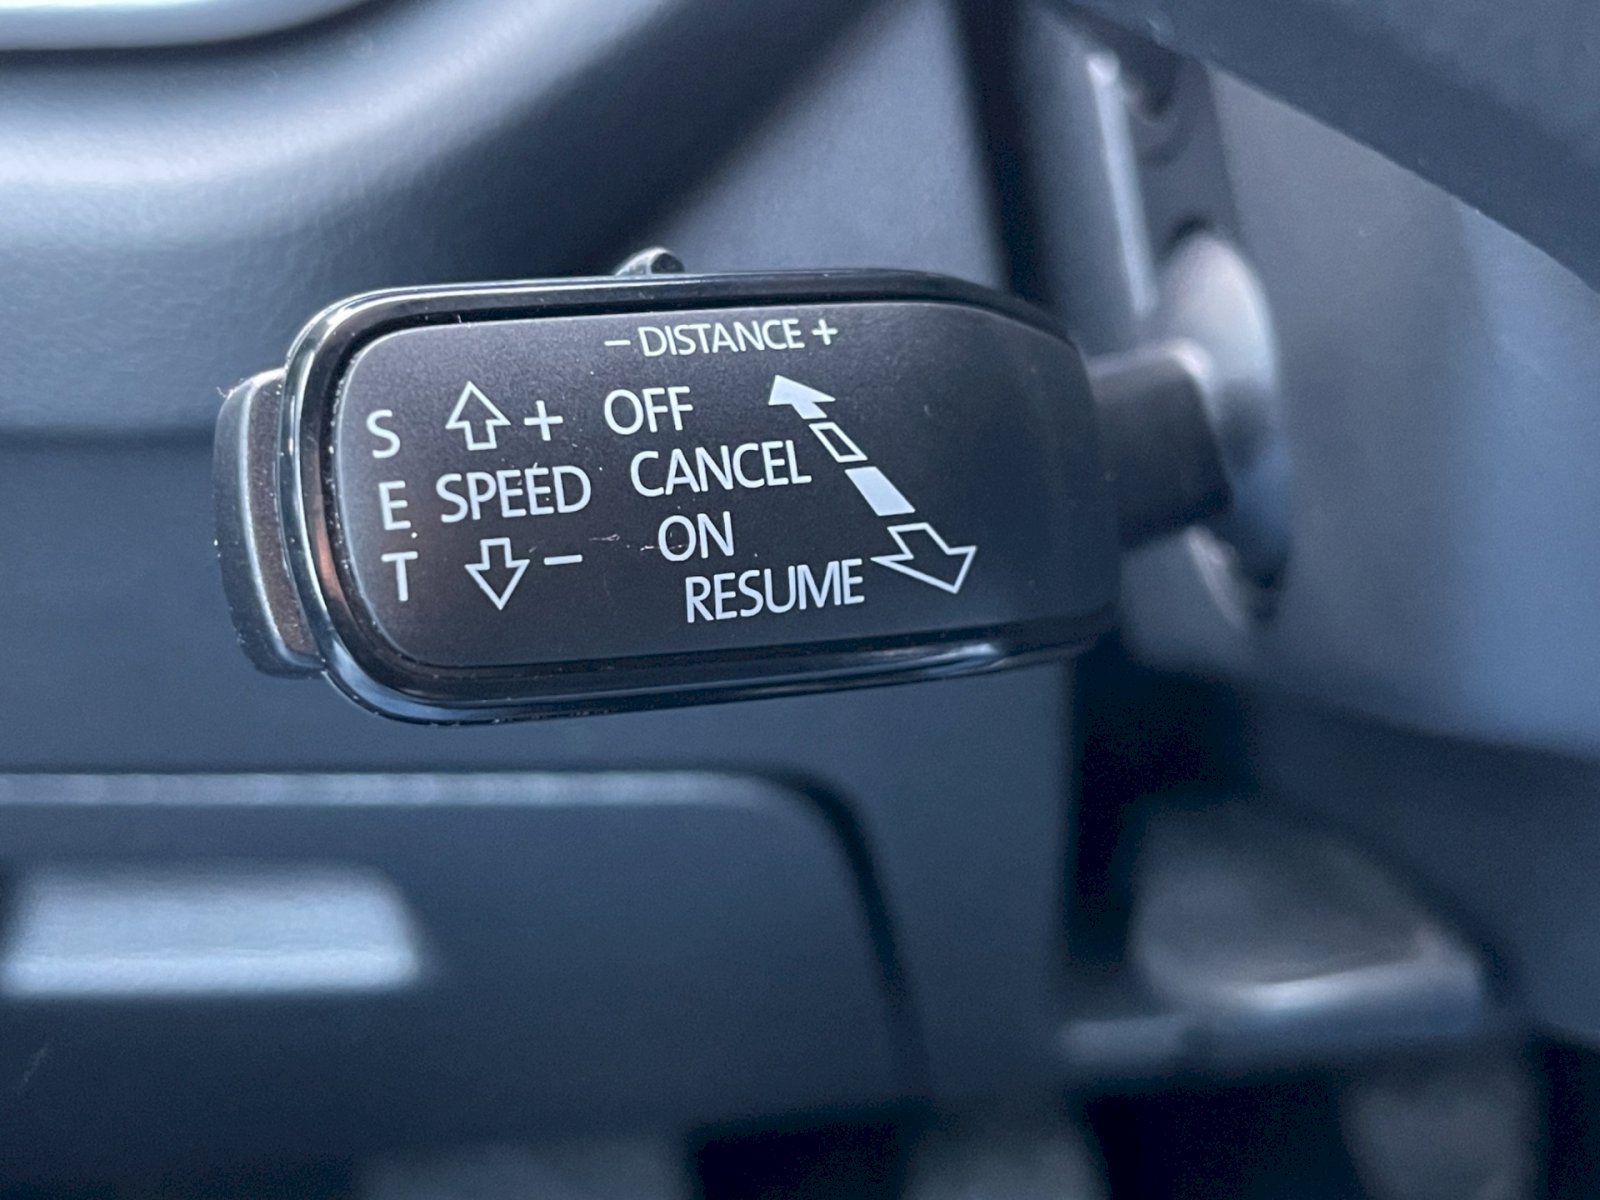 − DISTANCE +
S
E
T
+
SPEED
−
OFF
CANCEL
ON
RESUME